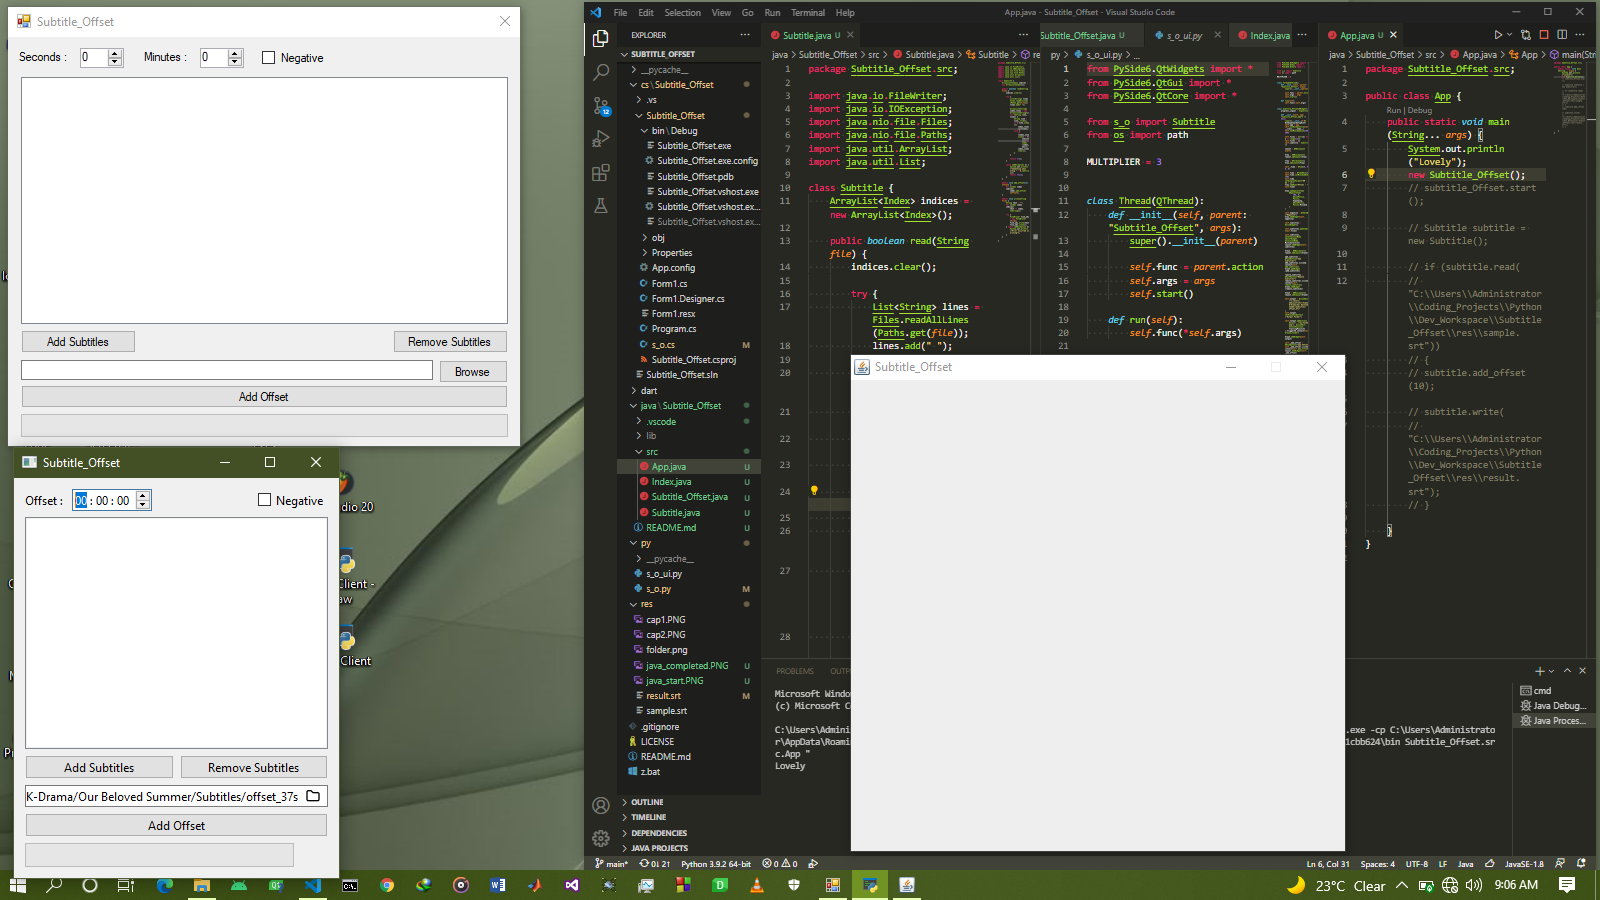 Subtitle_Offset
Seconds :
0
Minutes :
0
Negative
Add Subtitles
Remove Subtitles
Browse
Add Offset
Subtitle_Offset
Offset :
00 : 00 : 00
Negative
Add Subtitles
Remove Subtitles
K-Drama/Our Beloved Summer/Subtitles/offset_37s
Add Offset
dio 20
Client -
aw
Client
File Edit Selection View Go Run Terminal Help
App.java - Subtitle_Offset - Visual Studio Code
12
EXPLORER
SUBTITLE_OFFSET
__pycache__
cs\Subtitle_Offset
.vs
Subtitle_Offset
bin\Debug
Subtitle_Offset.exe
Subtitle_Offset.exe.config
Subtitle_Offset.pdb
Subtitle_Offset.vshost.exe
Subtitle_Offset.vshost.ex...
Subtitle_Offset.vshost.ex...
obj
Properties
App.config
Form1.cs
Form1.Designer.cs
Form1.resx
Program.cs
s_o.cs M
Subtitle_Offset.csproj
Subtitle_Offset.sln
dart
java\Subtitle_Offset
.vscode
lib
src
App.java U
Index.java U
Subtitle_Offset.java U
Subtitle.java U
README.md U
py
__pycache__
s_o_ui.py
s_o.py M
res
cap1.PNG
cap2.PNG
folder.png
java_completed.PNG U
java_start.PNG U
result.srt M
sample.srt
.gitignore
LICENSE
README.md
z.bat
OUTLINE
TIMELINE
DEPENDENCIES
JAVA PROJECTS
Subtitle.java U
java > Subtitle_Offset > src > Subtitle.java > Subtitle > re
1 package Subtitle_Offset.src;
2
3 import java.io.FileWriter;
4 import java.io.IOException;
5 import java.nio.file.Files;
6 import java.nio.file.Paths;
7 import java.util.ArrayList;
8 import java.util.List;
9
10 class Subtitle {
11 ArrayList<Index> indices =
new ArrayList<Index>();
12
13 public boolean read(String
file) {
14 indices.clear();
15
16 try {
17 List<String> lines =
Files.readAllLines
(Paths.get(file));
18 lines.add(" ");
19
20
21
22
23
24
25
26
27
28
Subtitle_Offset.java U
s_o_ui.py
Index.java U
py > s_o_ui.py > ...
1 from PySide6.QtWidgets import *
2 from PySide6.QtGui import *
3 from PySide6.QtCore import *
4
5 from s_o import Subtitle
6 from os import path
7
8 MULTIPLIER = 3
9
10
11 class Thread(QThread):
12 def __init__(self, parent:
"Subtitle_Offset", args):
13 super().__init__(parent)
14
15 self.func = parent.action
16 self.args = args
17 self.start()
18
19 def run(self):
20 self.func(*self.args)
21
App.java U
java > Subtitle_Offset > src > App.java > App > main(Stri
1 package Subtitle_Offset.src;
2
3 public class App {
Run | Debug
4 public static void main
(String... args) {
5 System.out.println
("Lovely");
6 new Subtitle_Offset();
7 // subtitle_Offset.start
();
8
9 // Subtitle subtitle =
new Subtitle();
10
11 // if (subtitle.read(
12 //
"C:\\Users\\Administrator
\\Coding_Projects\\Python
\\Dev_Workspace\\Subtitle
_Offset\\res\\sample.
srt"))
// {
// subtitle.add_offset
(10);
// subtitle.write(
//
"C:\\Users\\Administrator
\\Coding_Projects\\Python
\\Dev_Workspace\\Subtitle
_Offset\\res\\result.
srt");
// }
}
}
Subtitle_Offset
PROBLEMS OUTP
Microsoft Window
(c) Microsoft Co
C:\Users\Admini
.exe -cp C:\Users\Administrato
r\AppData\Roami
1cbb624\bin Subtitle_Offset.sr
c.App "
Lovely
cmd
Java Debug...
Java Proces...
main* 0↓ 2↑ Python 3.9.2 64-bit 0 0
Ln 6, Col 31 Spaces: 4 UTF-8 LF Java JavaSE-1.8
23°C Clear
9:06 AM